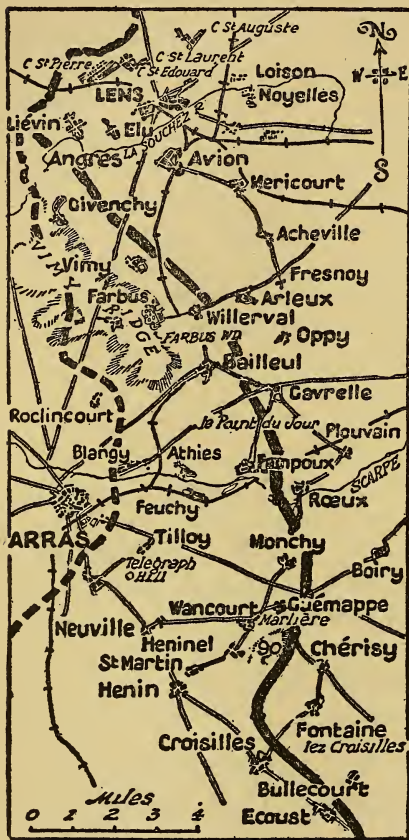 C St Auguste
N
C St Laurent
C St Pierre
C St Edouard
Loison
W E
LENS
Noyelles
Liévin
Elu
LA SOUCHEZ R
S
Angres
Avion
Mericourt
Givenchy
Acheville
VIMY RIDGE
Vimy
Fresnoy
Farbus
Arleux
Willerval
FARBUS WD
Oppy
Bailleul
Gavrelle
Roclincourt
le Point du Jour
Plouvain
Blangy
Athies
Fampoux
SCARPE
Feuchy
Rœux
ARRAS
Tilloy
Monchy
Telegraph
Hill
Boiry
Wancourt
Guémappe
Marlière
Neuville
Heninel
90
Chérisy
St Martin
Henin
Fontaine
lez Croisilles
Croisilles
Bullecourt
Miles
Ecoust
0 1 2 3 4